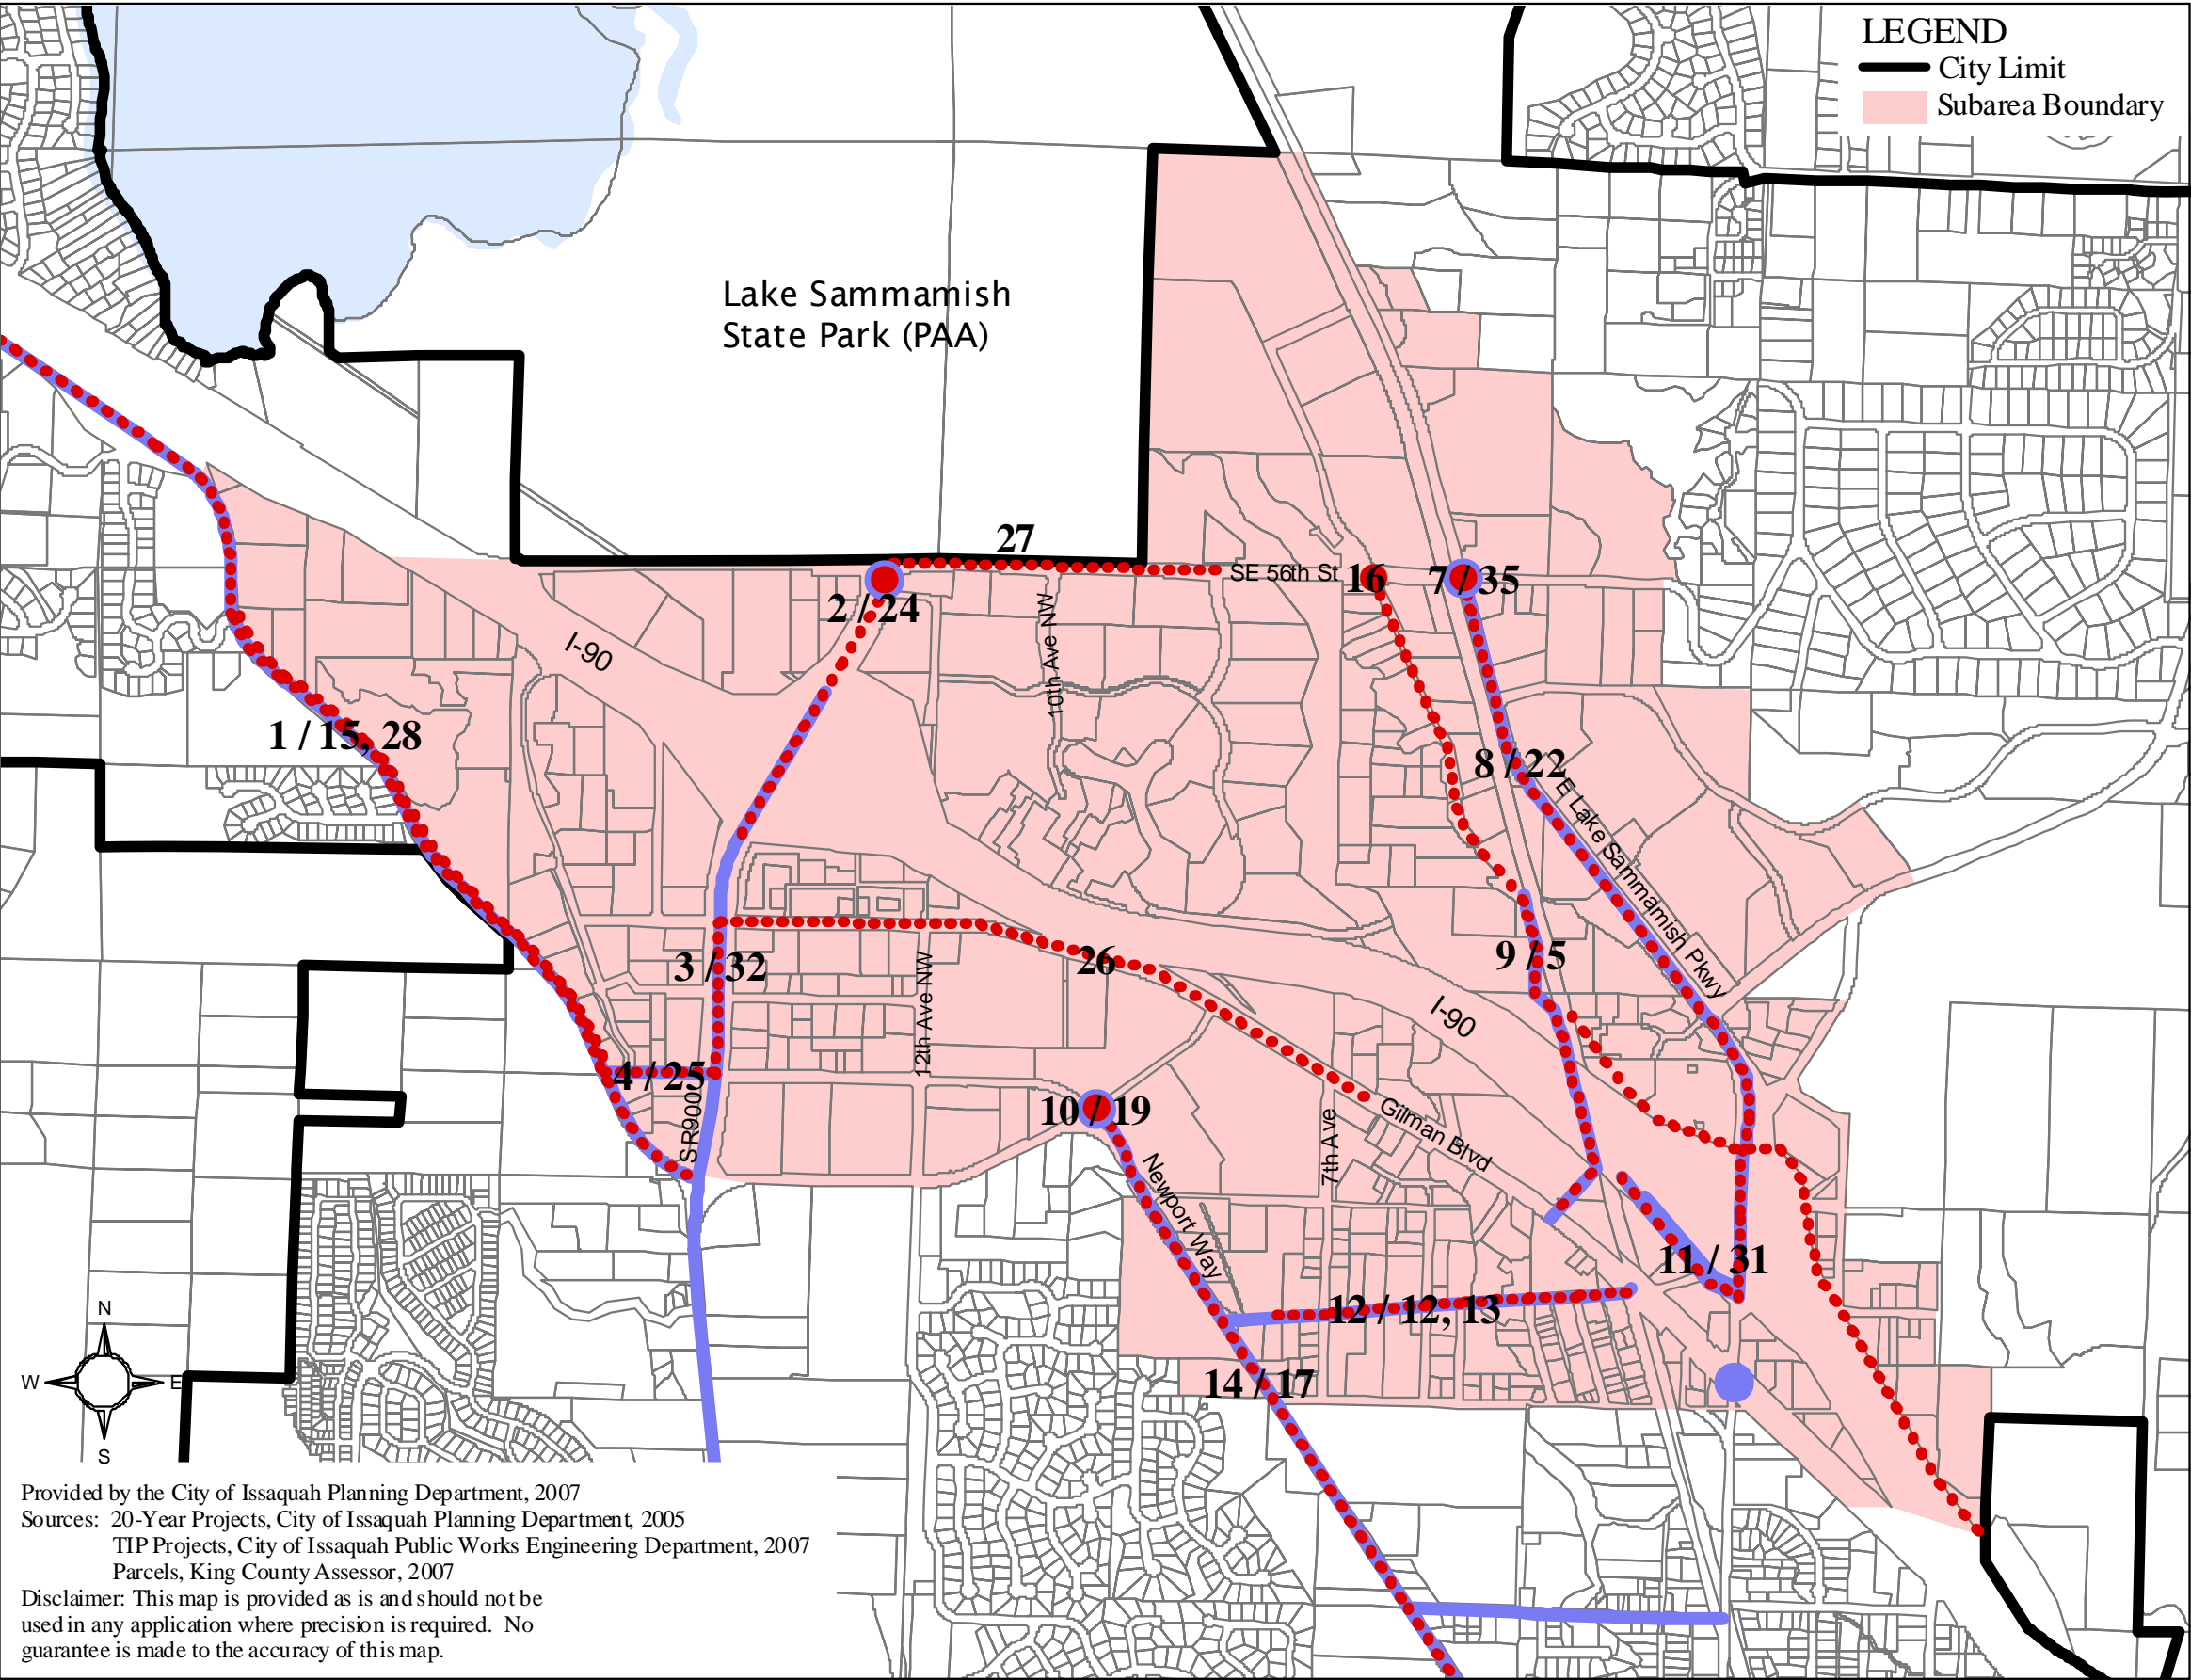 LEGEND
City Limit
Subarea Boundary
Lake Sammamish
State Park (PAA)
27
SE 56th St
16
7 / 35
2 / 24
I-90
10th Ave NW
1 / 15, 28
8 / 22
E Lake Sammamish Pkwy
3 / 32
26
9 / 5
12th Ave NW
I-90
4 / 25
SR900
10 / 19
Gilman Blvd
7th Ave
Newport Way
11 / 31
12 / 12, 13
14 / 17
N
W
E
S
Provided by the City of Issaquah Planning Department, 2007
Sources: 20-Year Projects, City of Issaquah Planning Department, 2005
TIP Projects, City of Issaquah Public Works Engineering Department, 2007
Parcels, King County Assessor, 2007
Disclaimer: This map is provided as is and should not be
used in any application where precision is required. No
guarantee is made to the accuracy of this map.